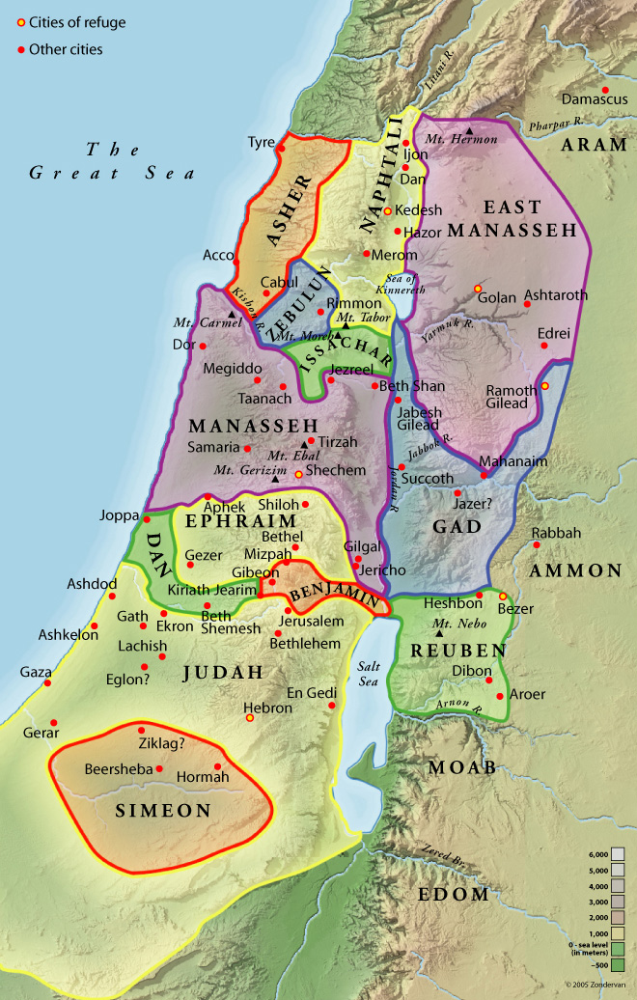 Cities of refuge
Other cities
The
Great Sea
Litani R.
Damascus
Pharpar R.
ARAM
Mt. Hermon
Tyre
Ijon
Dan
NAPHTALI
ASHER
EAST
MANASSEH
Kedesh
Hazor
Merom
Acco
Cabul
Sea of
Kinnereth
Golan
Ashtaroth
Kishon R.
ZEBULUN
Rimmon
Mt. Tabor
Mt. Carmel
Mt. Moreh
Yarmuk R.
Edrei
Dor
ISSACHAR
Megiddo
Jezreel
Taanach
Beth Shan
Ramoth
Gilead
Jabesh
Gilead
MANASSEH
Samaria
Tirzah
Mt. Ebal
Jabbok R.
Mt. Gerizim
Shechem
Mahanaim
Succoth
Jordan R
Aphek
Shiloh
Jazer?
Joppa
EPHRAIM
GAD
DAN
Bethel
Rabbah
Gezer
Mizpah
Gilgal
AMMON
Gibeon
Jericho
Ashdod
Kiriath Jearim
BENJAMIN
Heshbon
Bezer
Gath
Ekron
Beth
Shemesh
Jerusalem
Mt. Nebo
Ashkelon
Bethlehem
Lachish
REUBEN
Gaza
Eglon?
JUDAH
Salt
Sea
Dibon
En Gedi
Aroer
Hebron
Arnon R.
Gerar
Ziklag?
Beersheba
Hormah
MOAB
SIMEON
Zered Br.
EDOM
6,000
5,000
4,000
3,000
2,000
1,000
0 - sea level
(in meters)
–500
© 2005 Zondervan